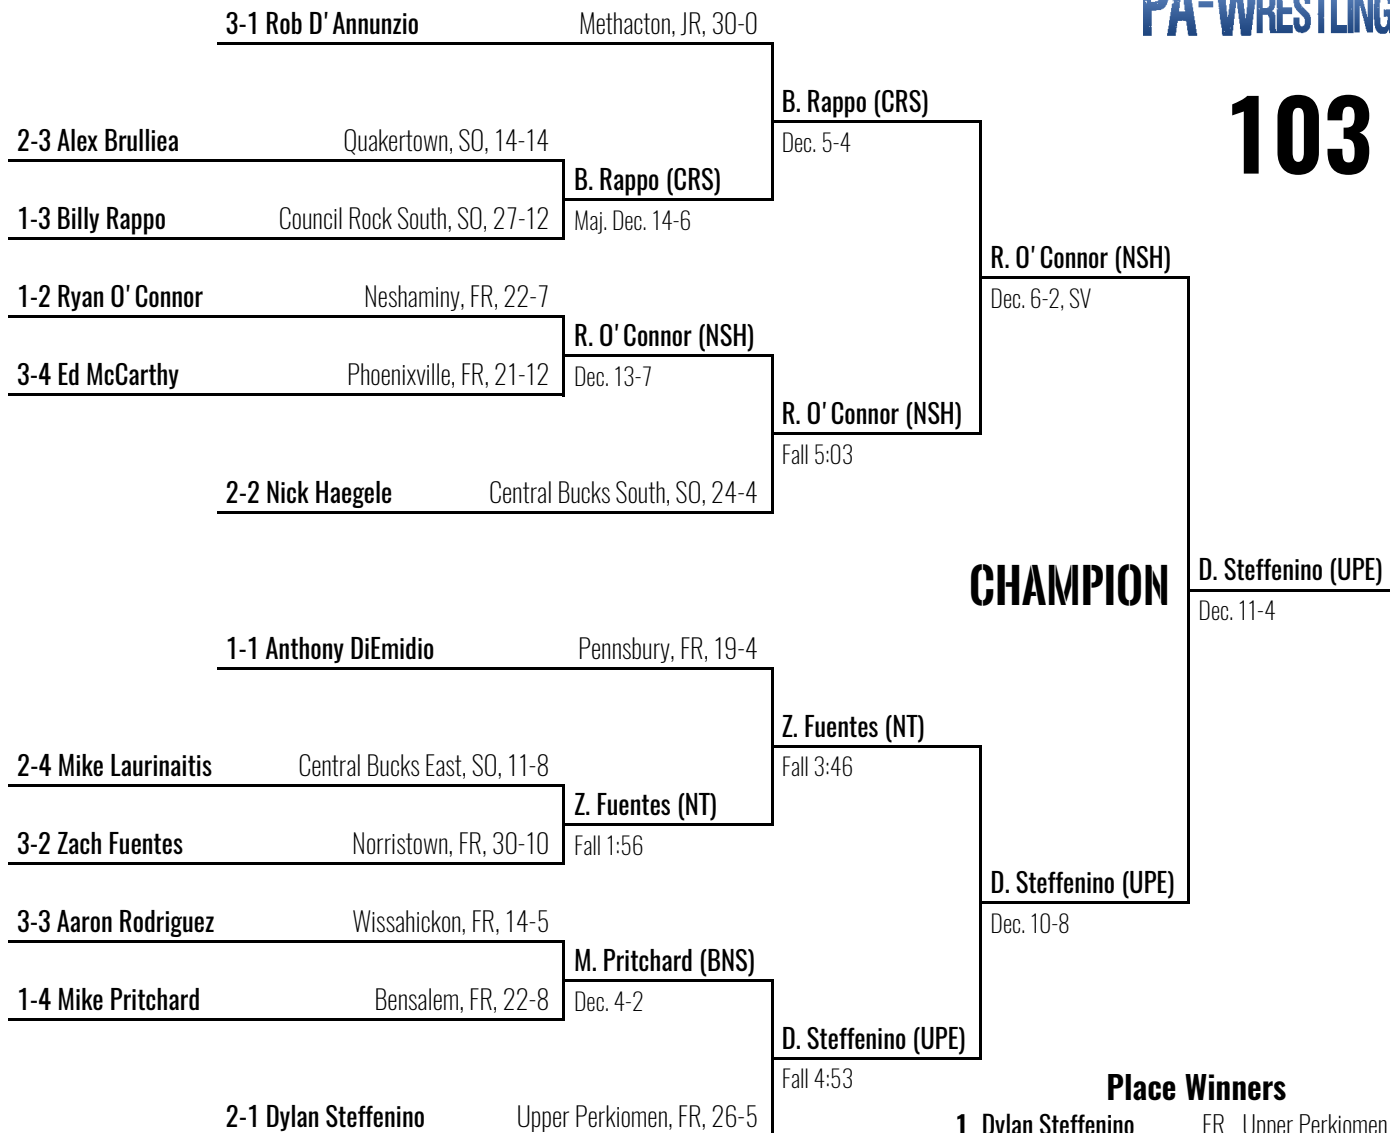 PA-WRESTLING
103
3-1 Rob D'Annunzio Methacton, JR, 30-0
B. Rappo (CRS)
Dec. 5-4
2-3 Alex Brulliea Quakertown, SO, 14-14
B. Rappo (CRS)
Maj. Dec. 14-6
1-3 Billy Rappo Council Rock South, SO, 27-12
R. O'Connor (NSH)
Dec. 6-2, SV
1-2 Ryan O'Connor Neshaminy, FR, 22-7
R. O'Connor (NSH)
Dec. 13-7
3-4 Ed McCarthy Phoenixville, FR, 21-12
R. O'Connor (NSH)
Fall 5:03
2-2 Nick Haegele Central Bucks South, SO, 24-4
CHAMPION
D. Steffenino (UPE)
Dec. 11-4
1-1 Anthony DiEmidio Pennsbury, FR, 19-4
Z. Fuentes (NT)
Fall 3:46
2-4 Mike Laurinaitis Central Bucks East, SO, 11-8
Z. Fuentes (NT)
Fall 1:56
3-2 Zach Fuentes Norristown, FR, 30-10
D. Steffenino (UPE)
Dec. 10-8
3-3 Aaron Rodriguez Wissahickon, FR, 14-5
M. Pritchard (BNS)
Dec. 4-2
1-4 Mike Pritchard Bensalem, FR, 22-8
D. Steffenino (UPE)
Fall 4:53
2-1 Dylan Steffenino Upper Perkiomen, FR, 26-5
Place Winners
1 Dylan Steffenino FR Upper Perkiomen